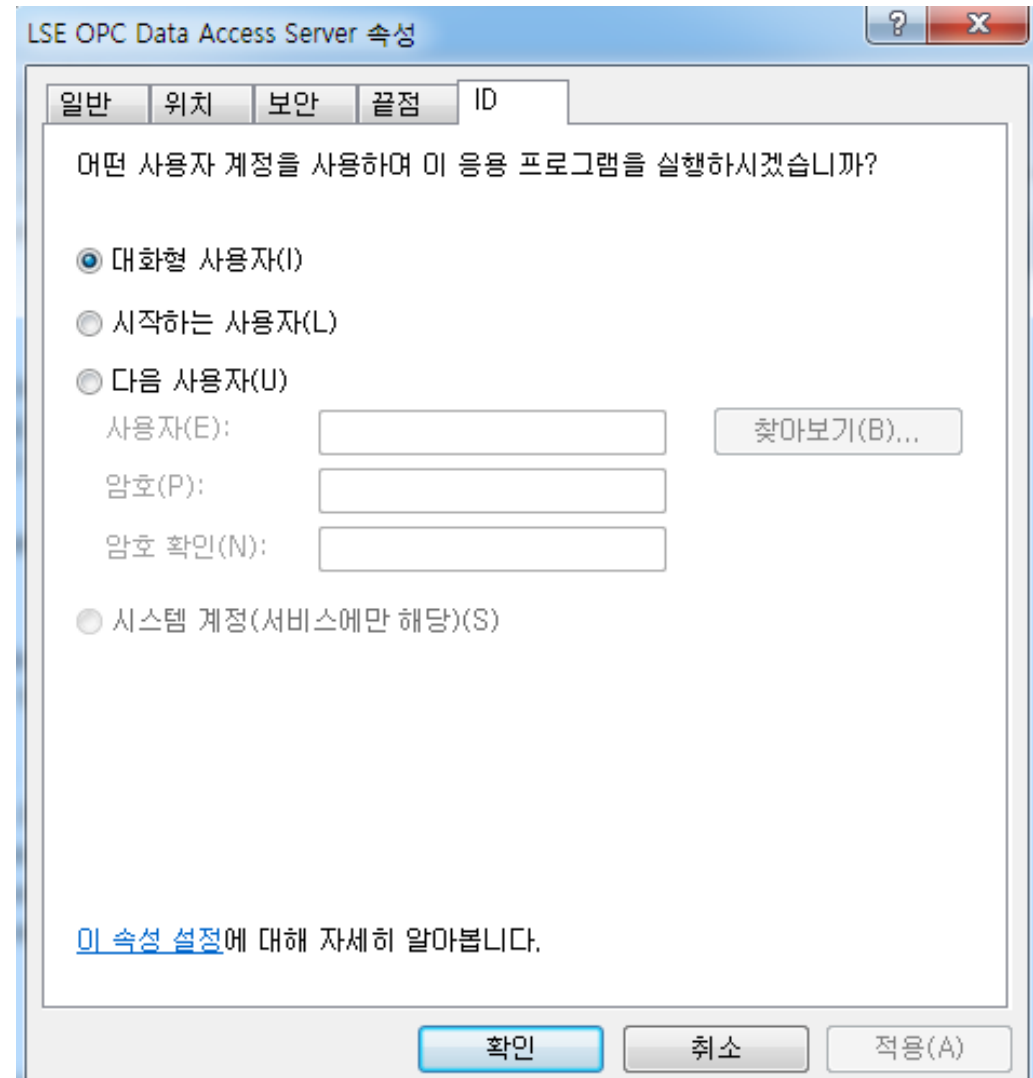 LSE OPC Data Access Server 속성
일반 위치 보안 끝점 ID
어떤 사용자 계정을 사용하여 이 응용 프로그램을 실행하시겠습니까?
대화형 사용자(I)
시작하는 사용자(L)
다음 사용자(U)
사용자(E): 찾아보기(B)...
암호(P):
암호 확인(N):
시스템 계정(서비스에만 해당)(S)
이 속성 설정에 대해 자세히 알아봅니다.
확인 취소 적용(A)